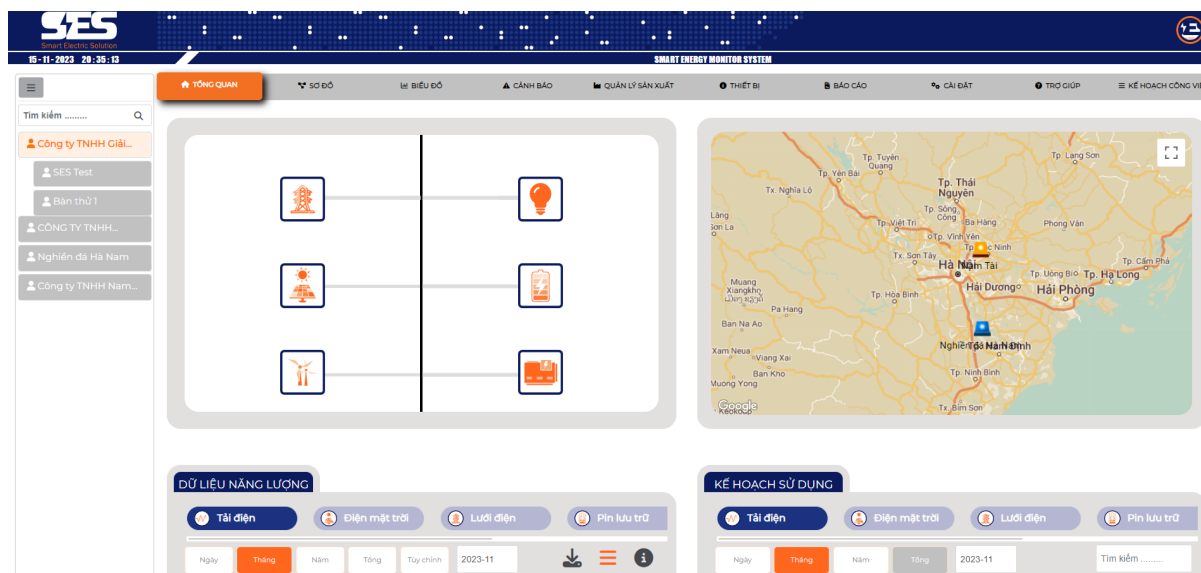 SES
Smart Electric Solution
15-11-2023 20:35:13
SMART ENERGY MONITOR SYSTEM
TỔNG QUAN
SƠ ĐỒ
BIỂU ĐỒ
CẢNH BÁO
QUẢN LÝ SẢN XUẤT
THIẾT BỊ
BÁO CÁO
CÀI ĐẶT
TRỢ GIÚP
KẾ HOẠCH CÔNG VI
Tìm kiếm .........
Công ty TNHH Giải...
SES Test
Bàn thử 1
CÔNG TY TNHH...
Nghiền đá Hà Nam
Công ty TNHH Nam...
Tp. Tuyên Quang
Tp. Lạng Sơn
Tp. Yên Bái
Tx. Nghĩa Lộ
Tp. Thái Nguyên
Tp. Sông Công
Ba Hàng
Phong Vân
Tp. Việt Trì
Tp. Vĩnh Yên
Sơn La
Tx. Sơn Tây
Hà Nội
Nam Tài
Tp. Cẩm Phả
Tp. Uông Bí
Tp. Hạ Long
Muang Xiangkho
Hải Dương
Hải Phòng
Tp. Hòa Bình
Pa Hang
Ban Na Ao
Xam Neua
Viang Xai
Ban Kho
Muong Yong
Tp. Ninh Bình
Tx. Bỉm Sơn
Google
DỮ LIỆU NĂNG LƯỢNG
Tải điện
Điện mặt trời
Lưới điện
Pin lưu trữ
Ngày
Tháng
Năm
Tổng
Tùy chỉnh
2023-11
KẾ HOẠCH SỬ DỤNG
Tải điện
Điện mặt trời
Lưới điện
Pin lưu trữ
Ngày
Tháng
Năm
Tổng
2023-11
Tìm kiếm .........